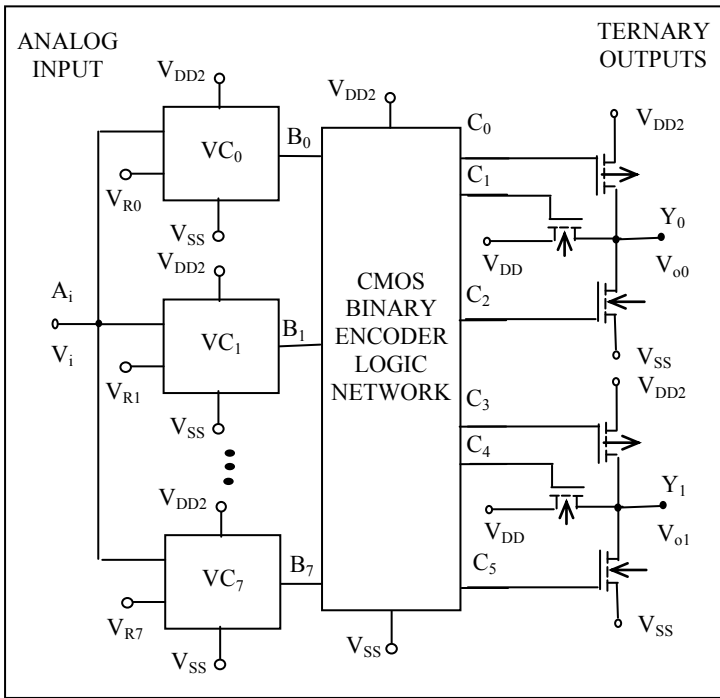 ANALOG
INPUT
TERNARY
OUTPUTS
V_DD2
VC_0
B_0
V_R0
V_SS
V_DD2
VC_1
B_1
A_i
V_i
V_R1
V_SS
V_DD2
VC_7
B_7
V_R7
V_SS
V_DD2
CMOS
BINARY
ENCODER
LOGIC
NETWORK
V_SS
C_0
C_1
C_2
C_3
C_4
C_5
V_DD2
Y_0
V_o0
V_DD
V_SS
V_DD2
Y_1
V_o1
V_DD
V_SS